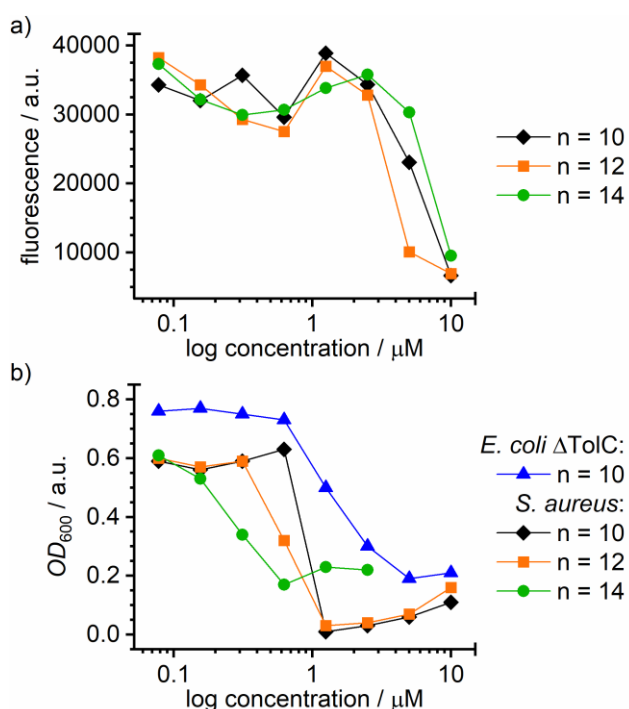 a)
40000
30000
20000
10000
fluorescence / a.u.
0.1
1
10
log concentration / μM
n = 10
n = 12
n = 14
b)
0.8
0.6
0.4
0.2
0.0
OD600 / a.u.
0.1
1
10
log concentration / μM
E. coli ΔTolC:
n = 10
S. aureus:
n = 10
n = 12
n = 14